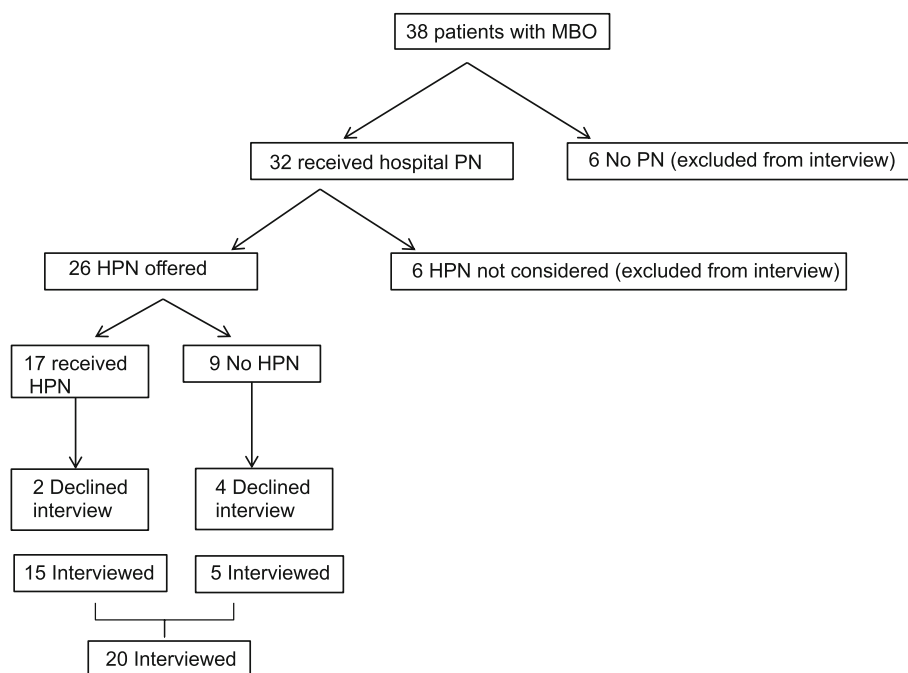 38 patients with MBO
32 received hospital PN
6 No PN (excluded from interview)
26 HPN offered
6 HPN not considered (excluded from interview)
17 received
HPN
9 No HPN
2 Declined
interview
4 Declined
interview
15 Interviewed
5 Interviewed
20 Interviewed